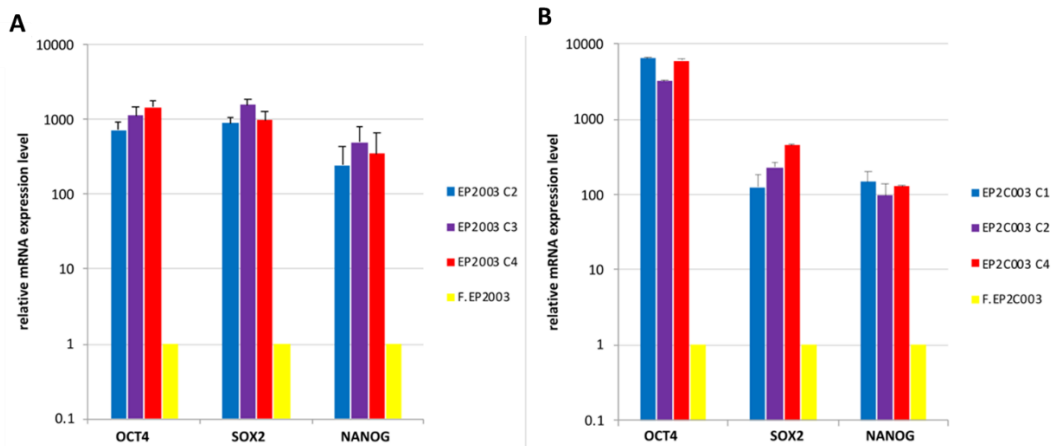 A
relative mRNA expression level
10000
1000
100
10
1
0.1
OCT4 SOX2 NANOG
EP2003 C2
EP2003 C3
EP2003 C4
F.EP2003
B
relative mRNA expression level
10000
1000
100
10
1
0.1
OCT4 SOX2 NANOG
EP2C003 C1
EP2C003 C2
EP2C003 C4
F.EP2C003